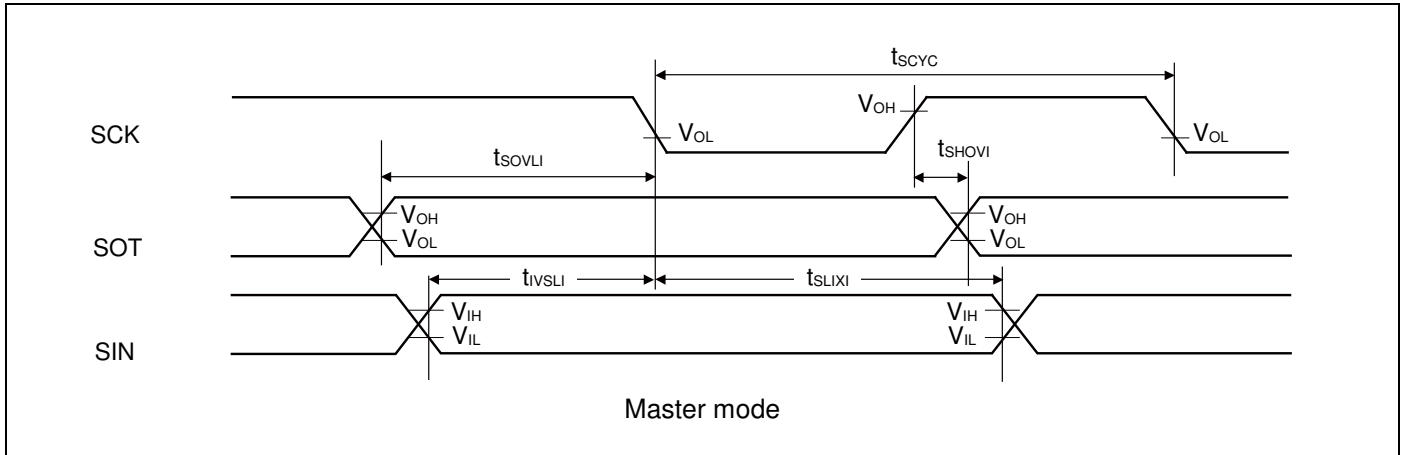 tSCYC
SCK
VOH
VOL
VOL
tSOVLI
tSHOVI
SOT
VOH
VOL
VOH
VOL
tIVSLI
tSLIXI
SIN
VIH
VIL
VIH
VIL
Master mode